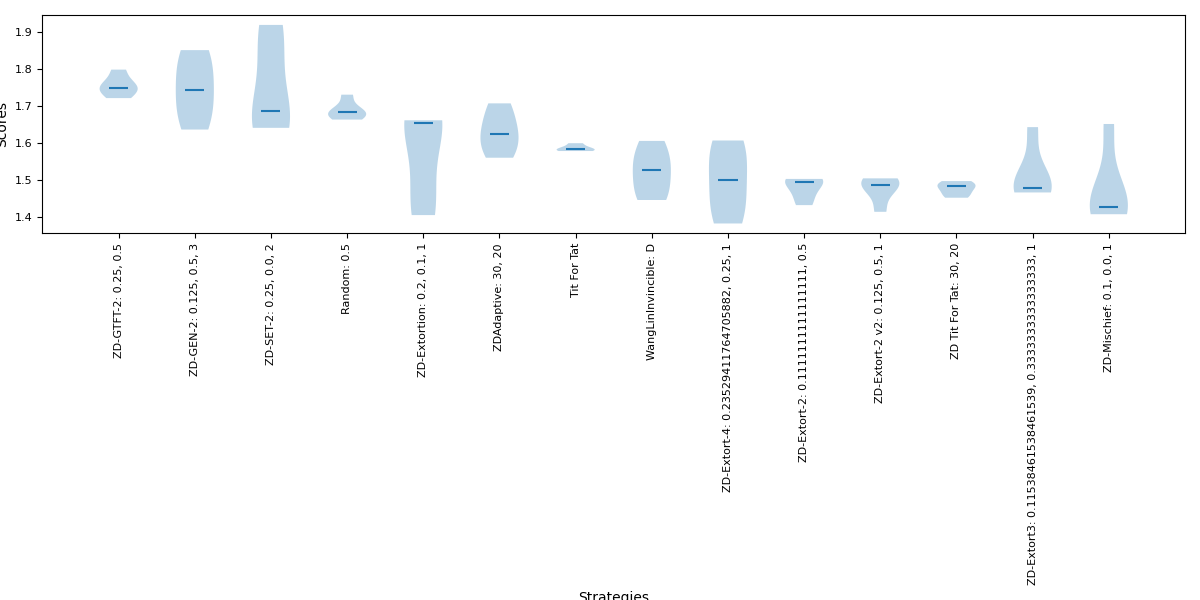 Scores
1.9
1.8
1.7
1.6
1.5
1.4
ZD-GTFT-2: 0.25, 0.5
ZD-GEN-2: 0.125, 0.5, 3
ZD-SET-2: 0.25, 0.0, 2
Random: 0.5
ZD-Extortion: 0.2, 0.1, 1
ZDAdaptive: 30, 20
Tit For Tat
WangLinInvincible: D
ZD-Extort-4: 0.23529411764705882, 0.25, 1
ZD-Extort-2: 0.1111111111111111, 0.5
ZD-Extort-2 v2: 0.125, 0.5, 1
ZD Tit For Tat: 30, 20
ZD-Extort3: 0.11538461538461539, 0.3333333333333333, 1
ZD-Mischief: 0.1, 0.0, 1
Strategies